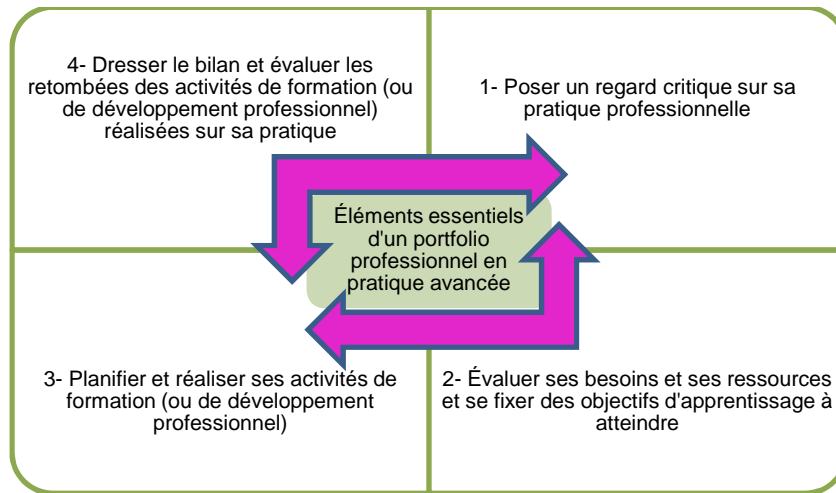 4- Dresser le bilan et évaluer les
retombées des activités de formation (ou
de développement professionnel)
réalisées sur sa pratique
1- Poser un regard critique sur sa
pratique professionnelle
Éléments essentiels
d'un portfolio
professionnel en
pratique avancée
3- Planifier et réaliser ses activités de
formation (ou de développement
professionnel)
2- Évaluer ses besoins et ses ressources
et se fixer des objectifs d'apprentissage à
atteindre